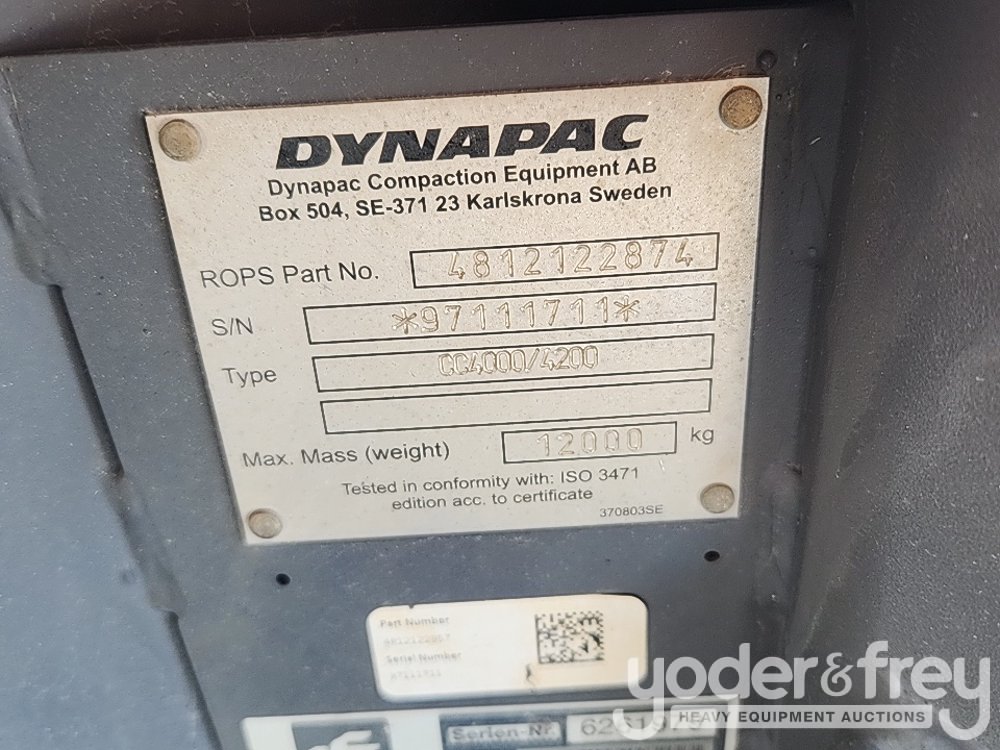 DYNAPAC
Dynapac Compaction Equipment AB
Box 504, SE-371 23 Karlskrona Sweden
ROPS Part No. 4812122874
S/N *97111711*
Type CC4000/4200
Max. Mass (weight) 12000 kg
Tested in conformity with: ISO 3471
edition acc. to certificate
370803SE
Part Number
Serial Number
Serien-Nr.
yoder&frey
HEAVY EQUIPMENT AUCTIONS